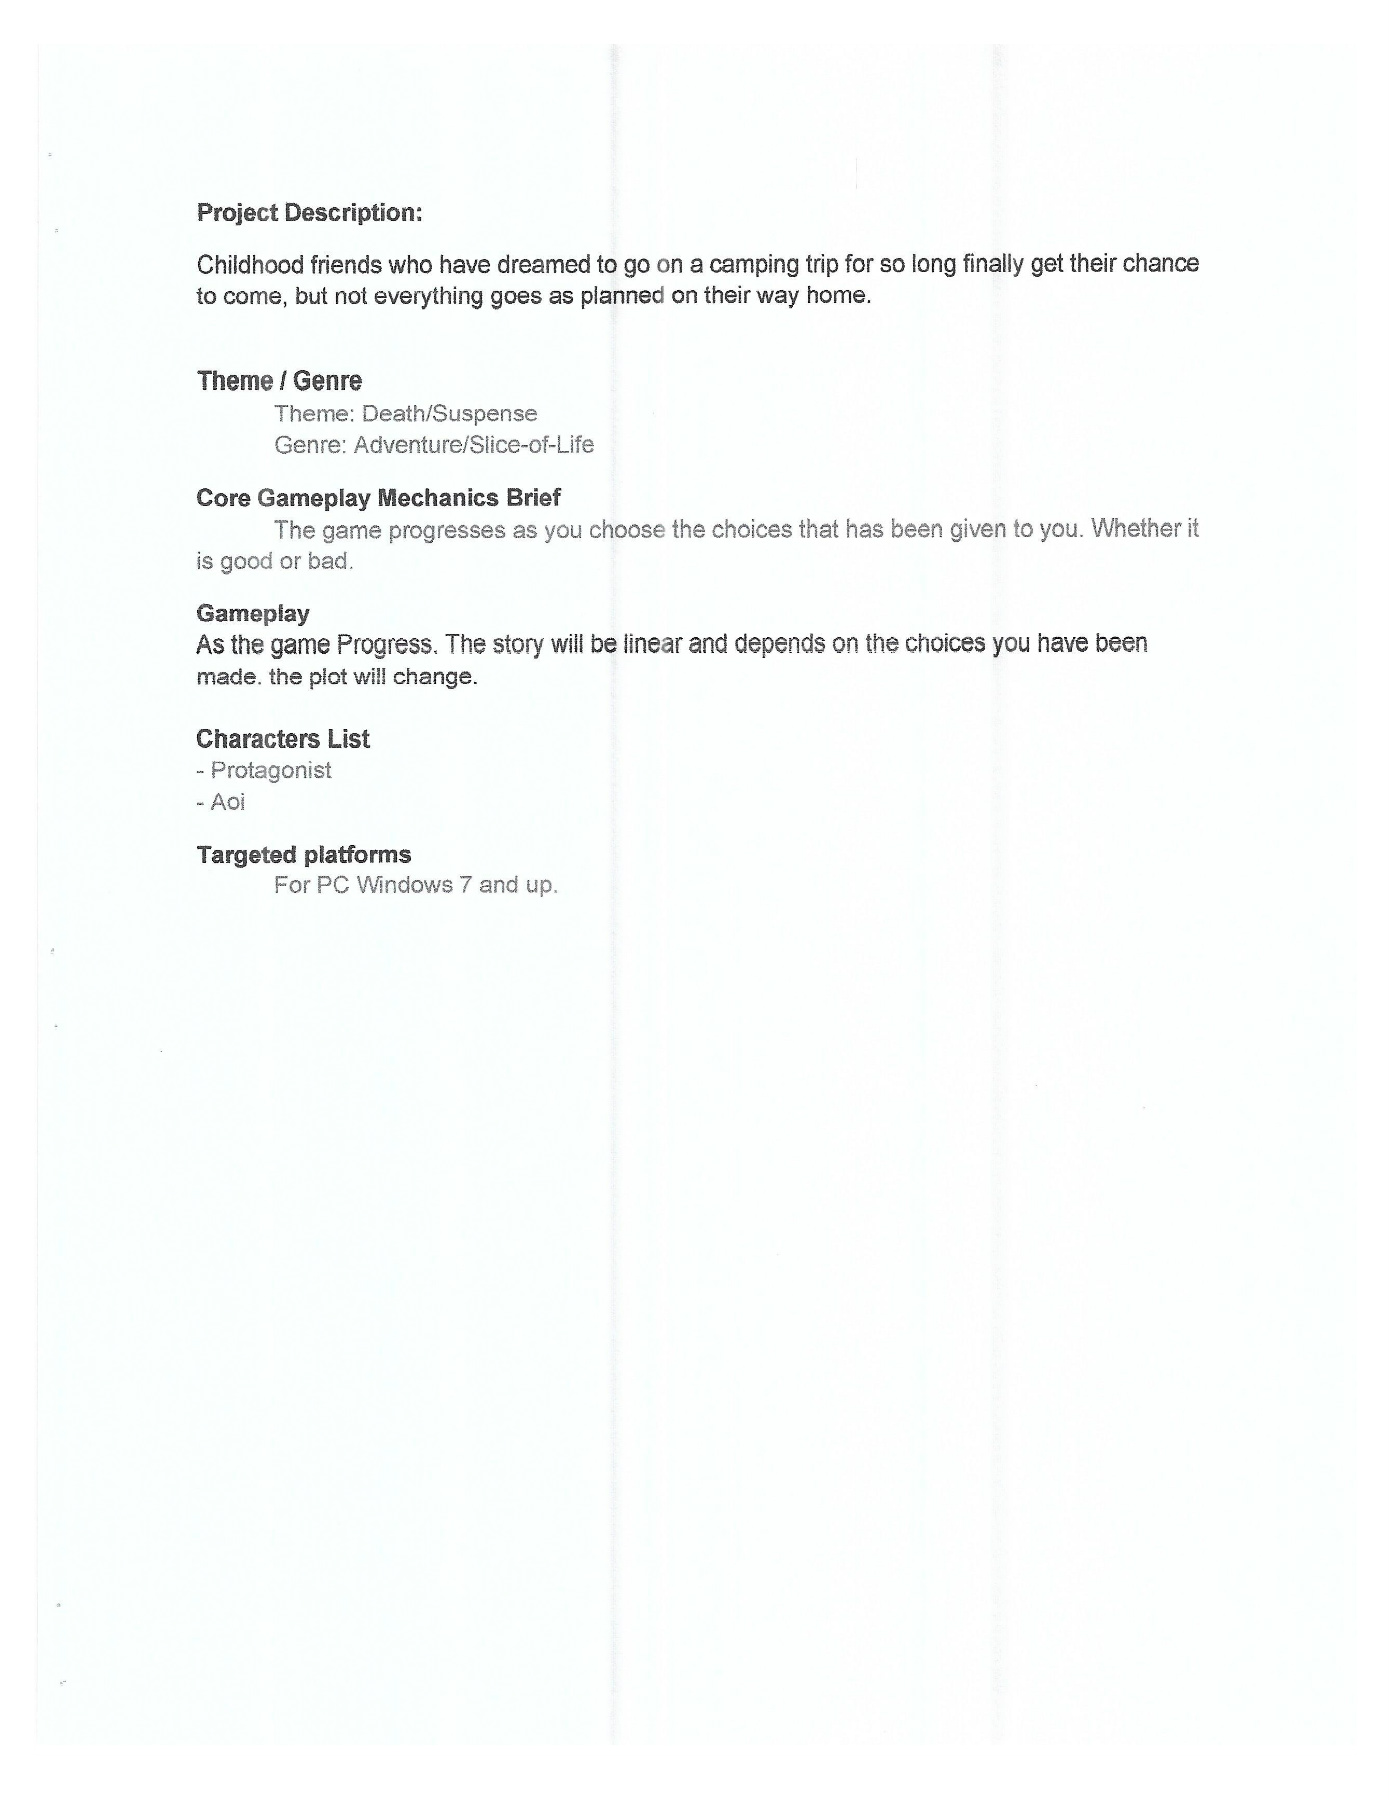 Project Description:
Childhood friends who have dreamed to go on a camping trip for so long finally get their chance
to come, but not everything goes as planned on their way home.
Theme / Genre
Theme: Death/Suspense
Genre: Adventure/Slice-of-Life
Core Gameplay Mechanics Brief
The game progresses as you choose the choices that has been given to you. Whether it
is good or bad.
Gameplay
As the game Progress. The story will be linear and depends on the choices you have been
made. the plot will change.
Characters List
- Protagonist
- Aoi
Targeted platforms
For PC Windows 7 and up.